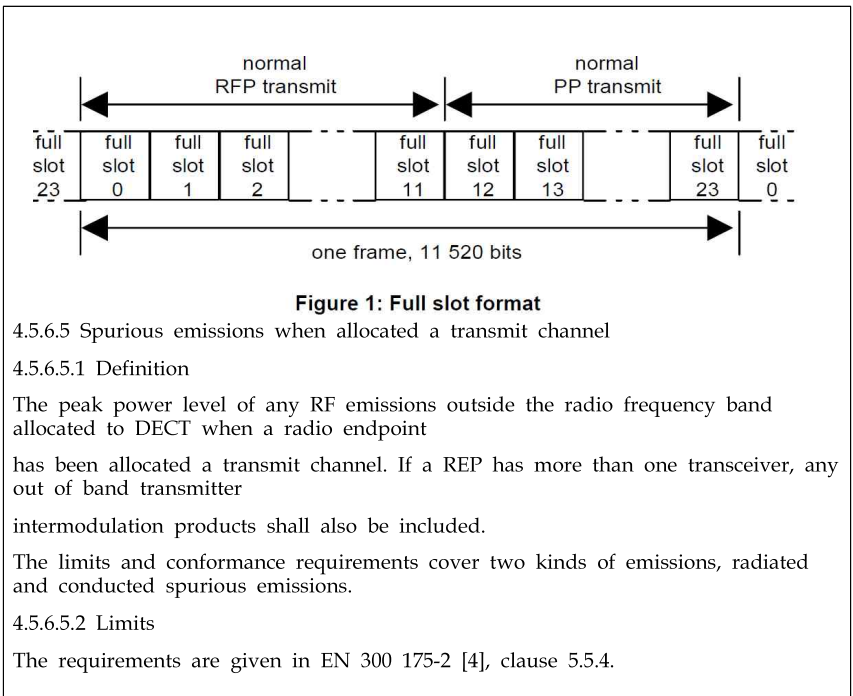 normal normal
RFP transmit PP transmit
full full full full full full full full full
slot slot slot slot slot slot slot slot slot
23 0 1 2 11 12 13 23 0
one frame, 11 520 bits
Figure 1: Full slot format
4.5.6.5 Spurious emissions when allocated a transmit channel
4.5.6.5.1 Definition
The peak power level of any RF emissions outside the radio frequency band
allocated to DECT when a radio endpoint
has been allocated a transmit channel. If a REP has more than one transceiver, any
out of band transmitter
intermodulation products shall also be included.
The limits and conformance requirements cover two kinds of emissions, radiated
and conducted spurious emissions.
4.5.6.5.2 Limits
The requirements are given in EN 300 175-2 [4], clause 5.5.4.